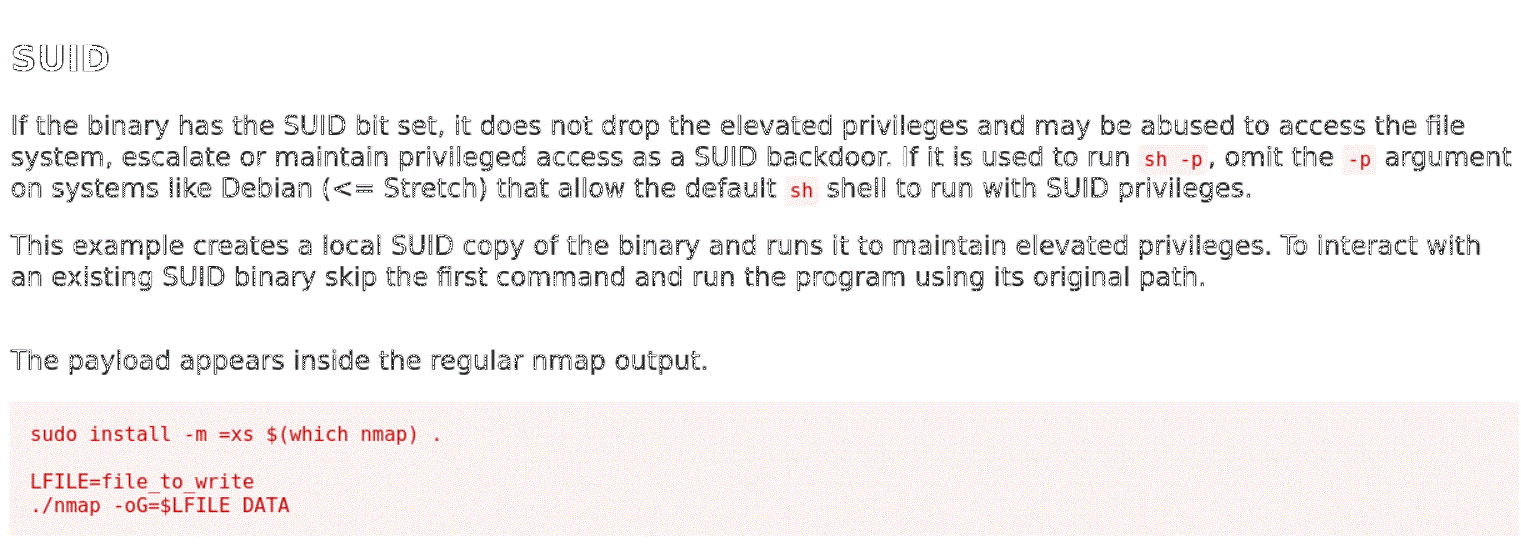 SUID
If the binary has the SUID bit set, it does not drop the elevated privileges and may be abused to access the file
system, escalate or maintain privileged access as a SUID backdoor. If it is used to run sh -p, omit the -p argument
on systems like Debian (<= Stretch) that allow the default sh shell to run with SUID privileges.
This example creates a local SUID copy of the binary and runs it to maintain elevated privileges. To interact with
an existing SUID binary skip the first command and run the program using its original path.
The payload appears inside the regular nmap output.
sudo install -m =xs $(which nmap) .
LFILE=file_to_write
./nmap -oG=$LFILE DATA